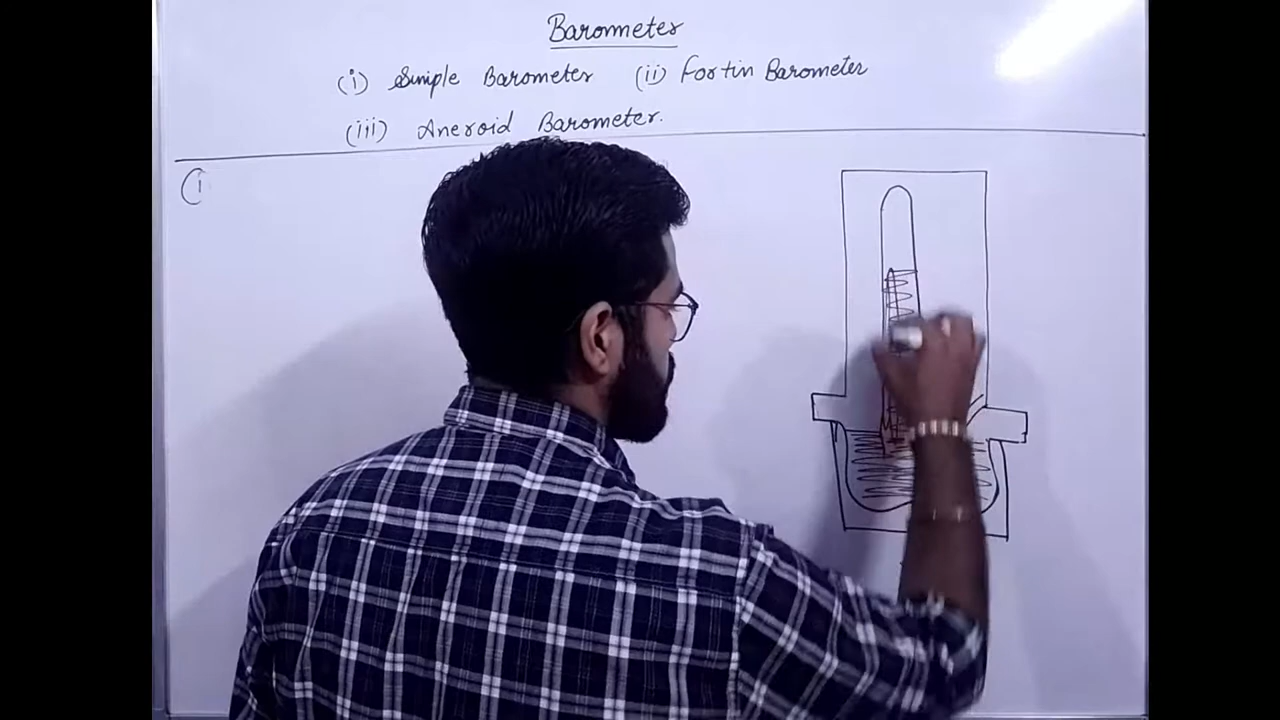 Barometer
(i) Simple Barometer (ii) Fortin Barometer
(iii) Aneroid Barometer.
(i